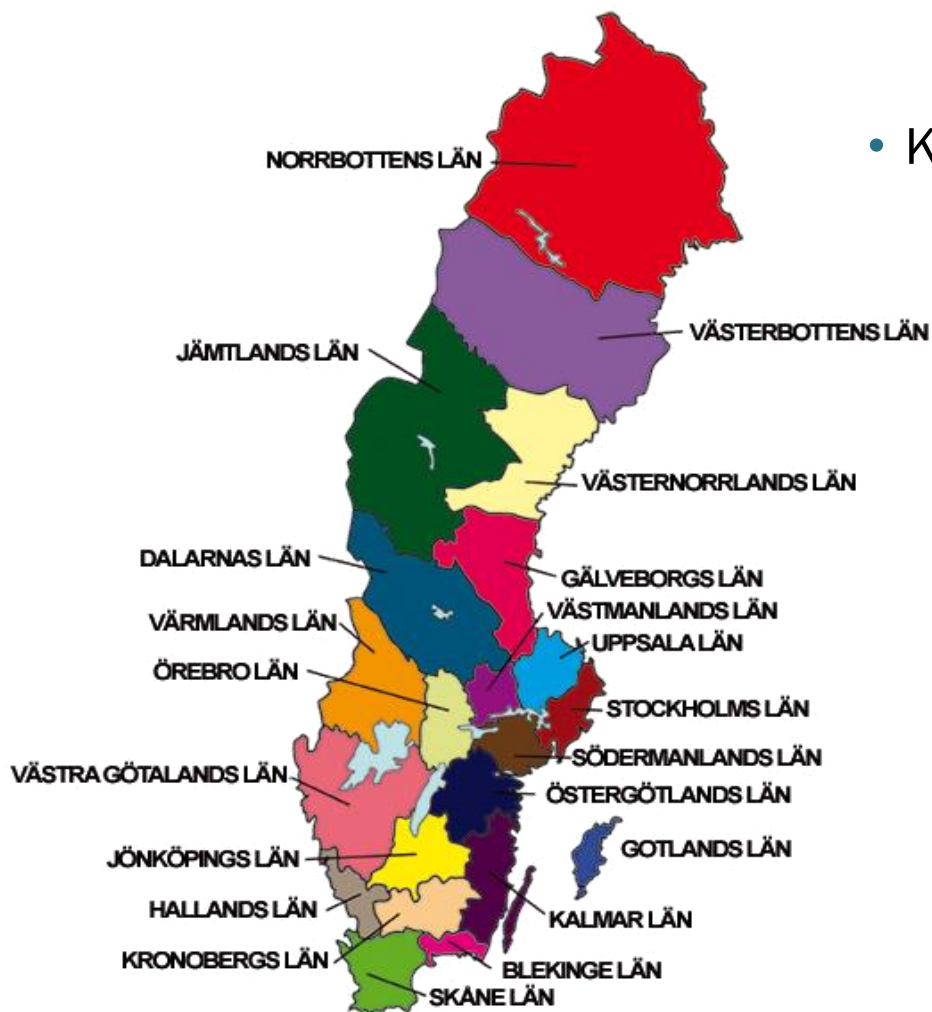 NORRBOTTENS LÄN
• K
VÄSTERBOTTENS LÄN
JÄMTLANDS LÄN
VÄSTERNORRLANDS LÄN
DALARNAS LÄN
GÄLVEBORGS LÄN
VÄSTMANLANDS LÄN
VÄRMLANDS LÄN
UPPSALA LÄN
ÖREBRO LÄN
STOCKHOLMS LÄN
SÖDERMANLANDS LÄN
VÄSTRA GÖTALANDS LÄN
ÖSTERGÖTLANDS LÄN
GOTLANDS LÄN
JÖNKÖPINGS LÄN
HALLANDS LÄN
KALMAR LÄN
KRONOBERGS LÄN
BLEKINGE LÄN
SKÅNE LÄN